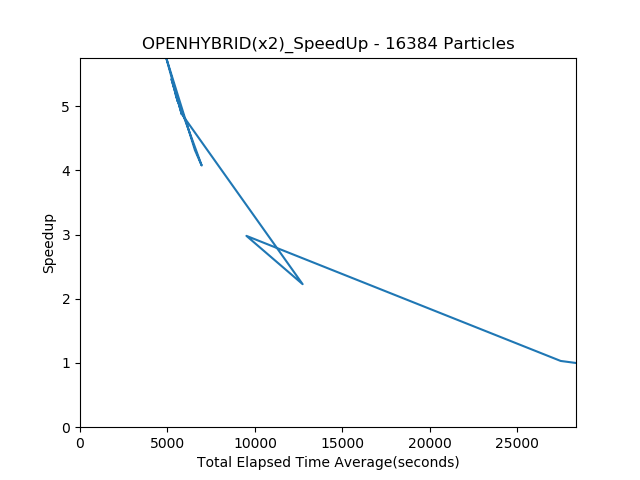 OPENHYBRID(x2)_SpeedUp - 16384 Particles
5
4
3
2
1
0
Speedup
0 5000 10000 15000 20000 25000
Total Elapsed Time Average(seconds)